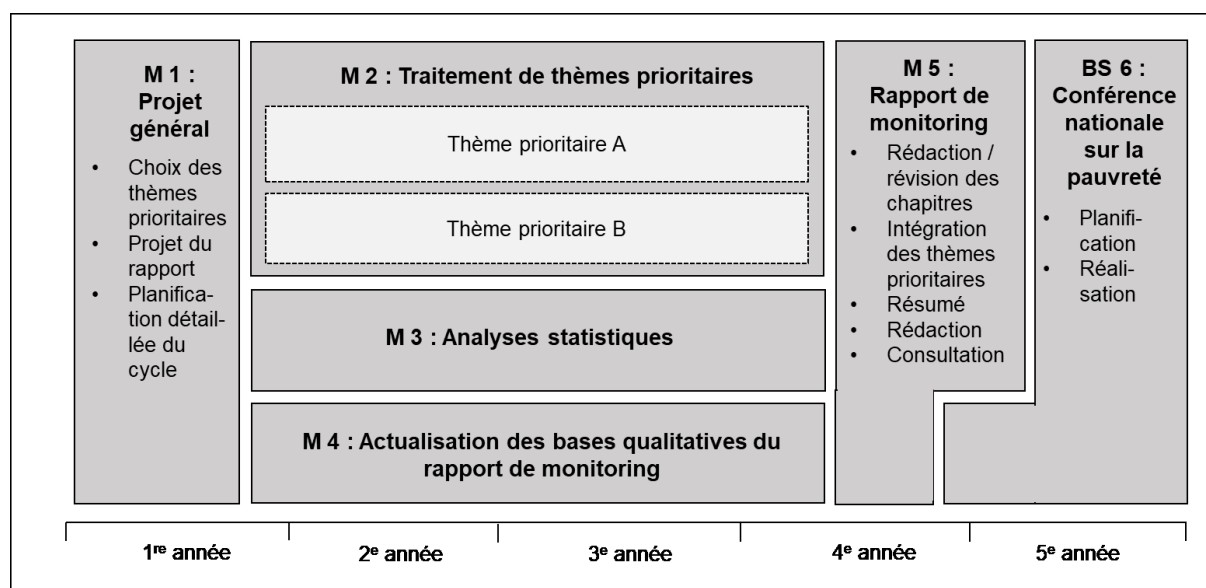 M 1 :
Projet
général
• Choix des
thèmes
prioritaires
• Projet du
rapport
• Planifica-
tion détail-
lée du
cycle
M 2 : Traitement de thèmes prioritaires
Thème prioritaire A
Thème prioritaire B
M 3 : Analyses statistiques
M 4 : Actualisation des bases qualitatives du
rapport de monitoring
M 5 :
Rapport de
monitoring
• Rédaction /
révision des
chapitres
• Intégration
des thèmes
prioritaires
• Résumé
• Rédaction
• Consultation
BS 6 :
Conférence
nationale
sur la
pauvreté
• Planifi-
cation
• Réali-
sation
1re année
2e année
3e année
4e année
5e année